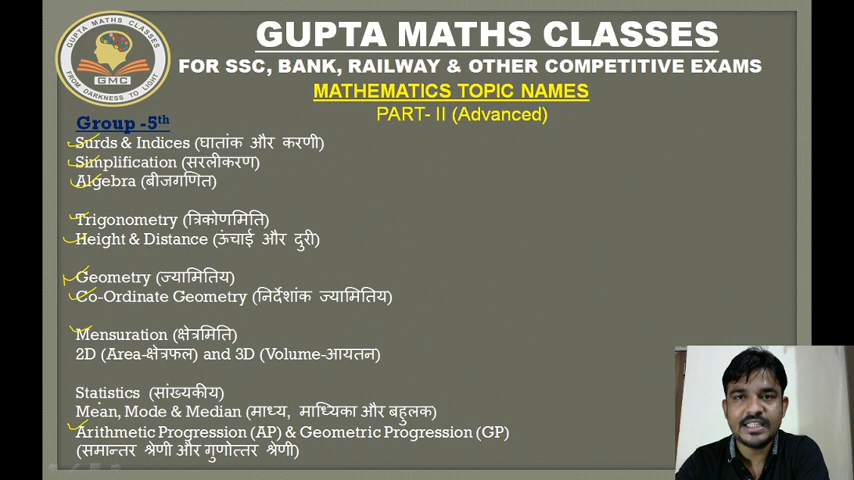 GUPTA MATHS CLASSES
GUPTA MATHS CLASSES
GMC
FROM DARKNESS TO LIGHT
FOR SSC, BANK, RAILWAY & OTHER COMPETITIVE EXAMS
MATHEMATICS TOPIC NAMES
PART- II (Advanced)
Group -5th
Surds & Indices (घातांक और करणी)
Simplification (सरलीकरण)
Algebra (बीजगणित)
Trigonometry (त्रिकोणमिति)
Height & Distance (ऊंचाई और दुरी)
Geometry (ज्यामितिय)
Co-Ordinate Geometry (निर्देशांक ज्यामितिय)
Mensuration (क्षेत्रमिति)
2D (Area-क्षेत्रफल) and 3D (Volume-आयतन)
Statistics (सांख्यकीय)
Mean, Mode & Median (माध्य, माध्यिका और बहुलक)
Arithmetic Progression (AP) & Geometric Progression (GP)
(समान्तर श्रेणी और गुणोत्तर श्रेणी)